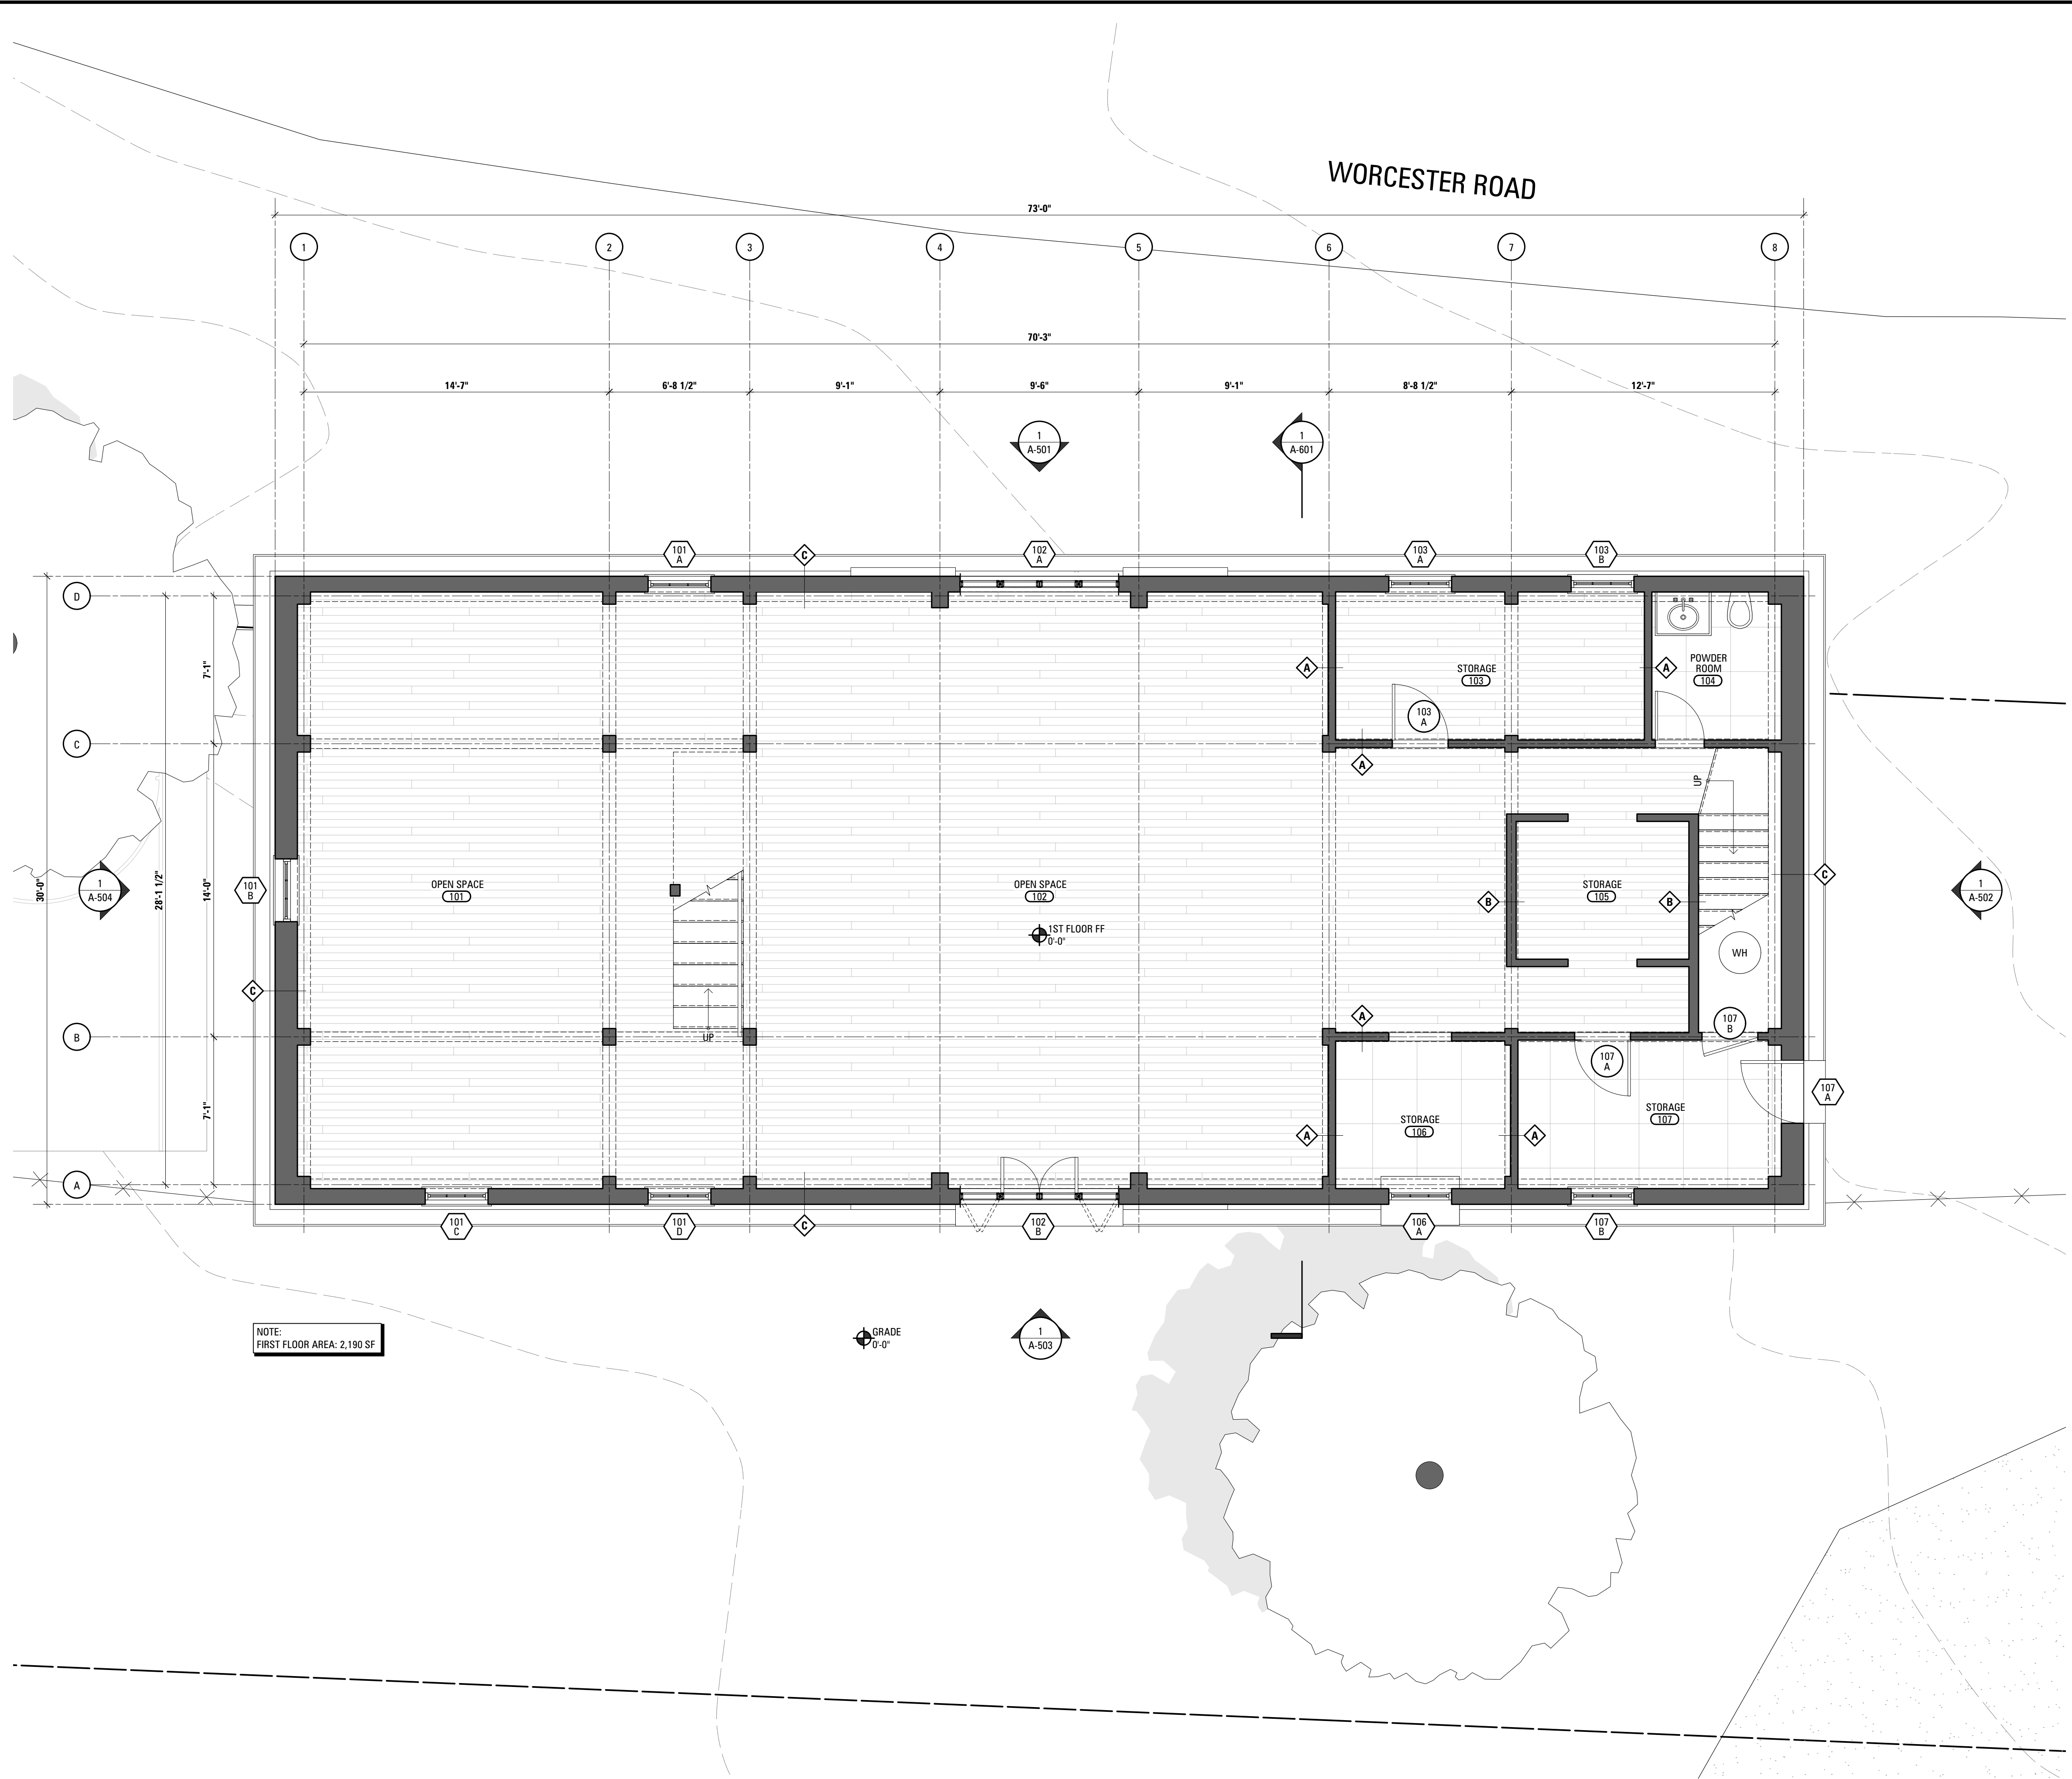 WORCESTER ROAD
73'-0"
1
2
3
4
5
6
7
8
70'-3"
14'-7"
6'-8 1/2"
9'-1"
9'-6"
9'-1"
8'-8 1/2"
12'-7"
1
A-501
1
A-601
101
A
C
102
A
103
A
103
B
D
7'-1"
A
STORAGE
103
A
POWDER
ROOM
104
103
A
C
A
UP
30'-0"
28'-1 1/2"
14'-0"
1
A-504
101
B
OPEN SPACE
101
OPEN SPACE
102
1ST FLOOR FF
0'-0"
B
STORAGE
105
B
C
1
A-502
WH
C
A
107
B
B
UP
107
A
107
A
7'-1"
A
STORAGE
106
A
STORAGE
107
A
101
C
101
D
C
102
B
106
A
107
B
NOTE:
FIRST FLOOR AREA: 2,190 SF
GRADE
0'-0"
1
A-503